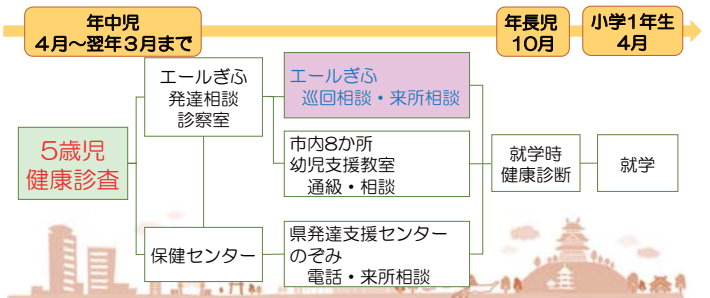 年中児
４月～翌年３月まで
年長児
10月
小学１年生
４月
エールぎふ
発達相談
診察室
エールぎふ
巡回相談・来所相談
5歳児
健康診査
市内8か所
幼児支援教室
通級・相談
就学時
健康診断
就学
保健センター
県発達支援センター
のぞみ
電話・来所相談